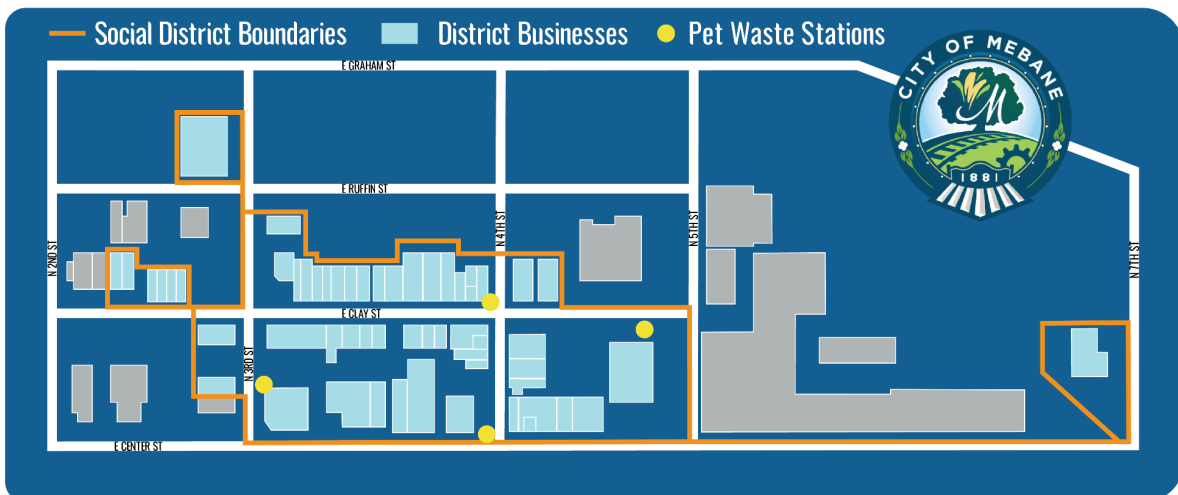 Social District Boundaries
District Businesses
Pet Waste Stations
CITY OF MEBANE
M
1881
E GRAHAM ST
E RUFFIN ST
N 2ND ST
N 4TH ST
N 5TH ST
N 7TH ST
E CLAY ST
N 3RD ST
E CENTER ST